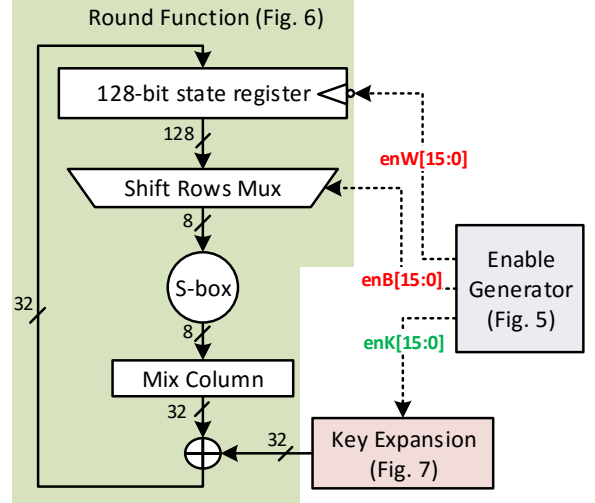 Round Function (Fig. 6)
128-bit state register
128
enW[15:0]
Shift Rows Mux
8
Enable
Generator
(Fig. 5)
S-box
enB[15:0]
32
8
enK[15:0]
Mix Column
32
32
Key Expansion
(Fig. 7)